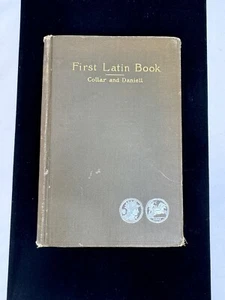 First Latin Book
Collar and Daniell